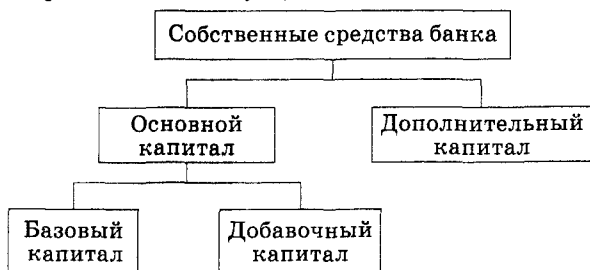 Собственные средства банка
Основной
капитал
Дополнительный
капитал
Базовый
капитал
Добавочный
капитал